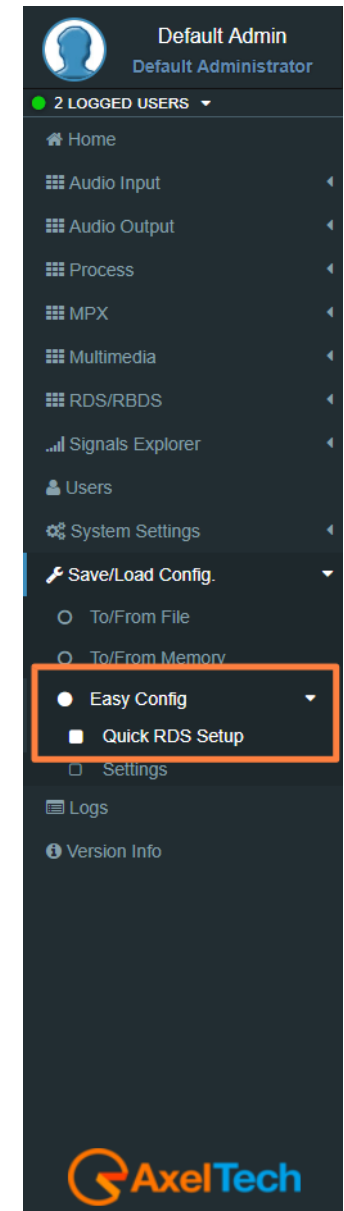 Default Admin
Default Administrator
2 LOGGED USERS
Home
Audio Input
Audio Output
Process
MPX
Multimedia
RDS/RBDS
Signals Explorer
Users
System Settings
Save/Load Config.
To/From File
To/From Memory
Easy Config
Quick RDS Setup
Settings
Logs
Version Info
AxelTech